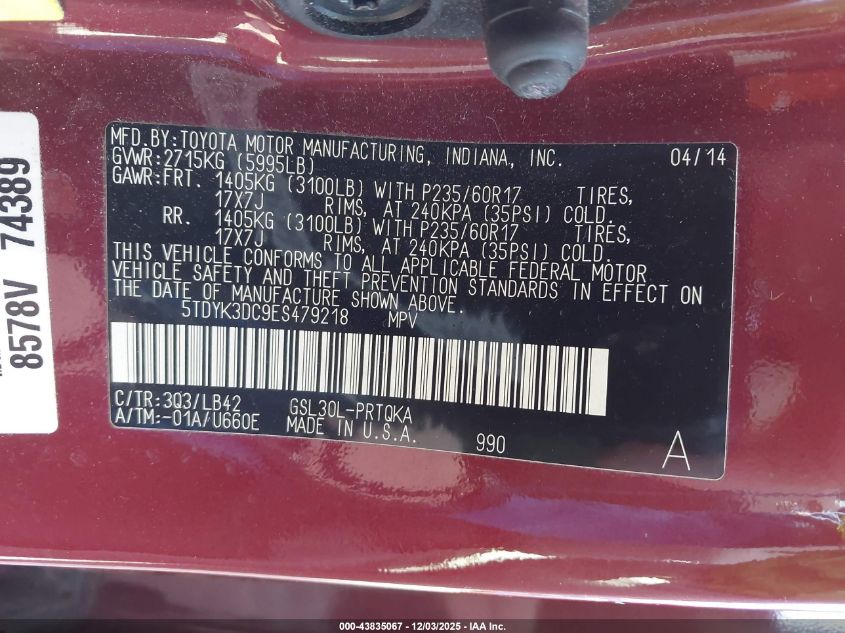 MFD.BY:TOYOTA MOTOR MANUFACTURING, INDIANA, INC. 04/14
GVWR:2715KG (5995LB)
GAWR:FRT. 1405KG (3100LB) WITH P235/60R17 TIRES,
17X7J RIMS, AT 240KPA (35PSI) COLD.
RR. 1405KG (3100LB) WITH P235/60R17 TIRES,
17X7J RIMS, AT 240KPA (35PSI) COLD.
THIS VEHICLE CONFORMS TO ALL APPLICABLE FEDERAL MOTOR
VEHICLE SAFETY AND THEFT PREVENTION STANDARDS IN EFFECT ON
THE DATE OF MANUFACTURE SHOWN ABOVE.
5TDYK3DC9ES479218 MPV
C/TR:3Q3/LB42 GSL30L-PRTQKA
A/TM:-01A/U660E MADE IN U.S.A. 990 A
8578V 74389
000-43835067 - 12/03/2025 - IAA Inc.